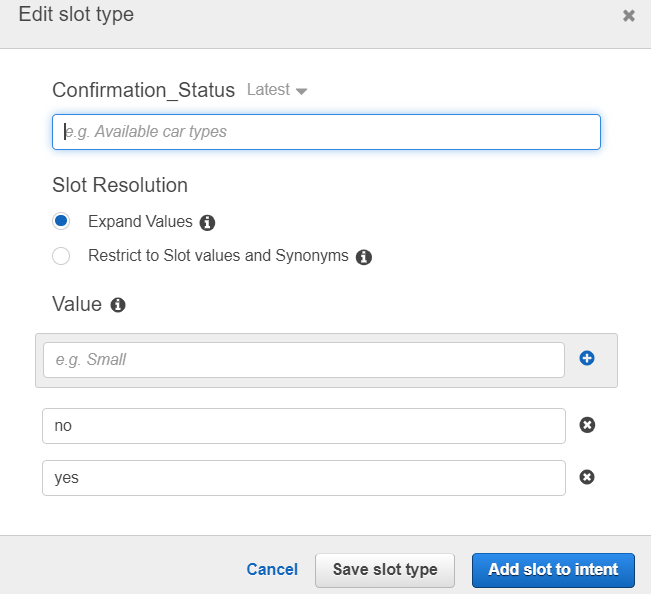 Edit slot type
Confirmation_Status Latest
e.g. Available car types
Slot Resolution
Expand Values
Restrict to Slot values and Synonyms
Value
e.g. Small
no
yes
Cancel Save slot type Add slot to intent